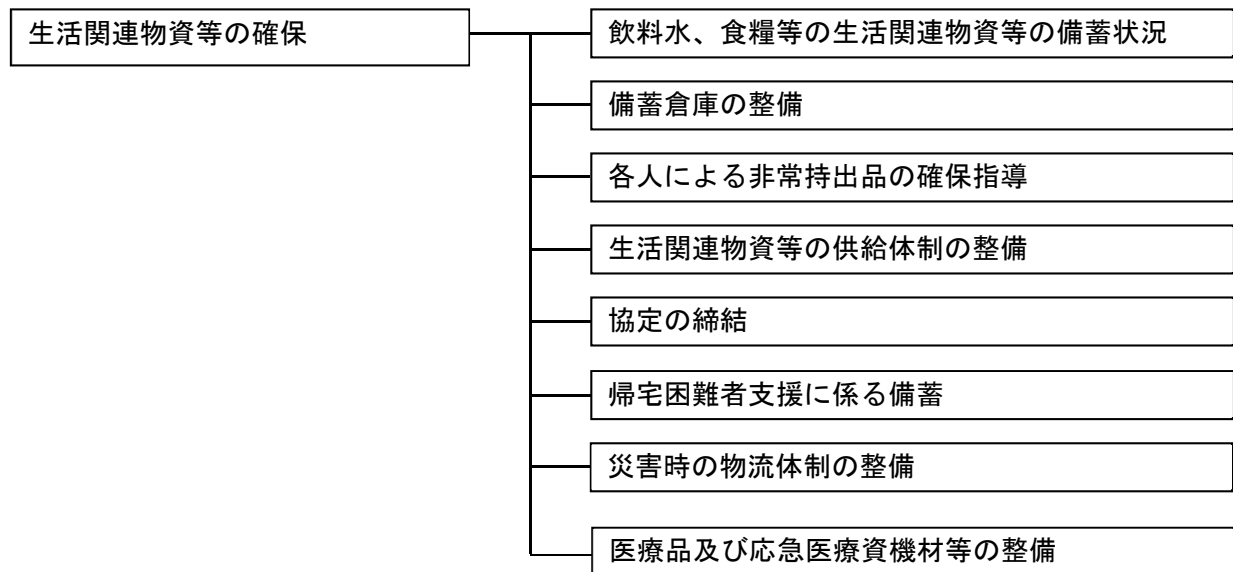 生活関連物資等の確保
飲料水、食糧等の生活関連物資等の備蓄状況
備蓄倉庫の整備
各人による非常持出品の確保指導
生活関連物資等の供給体制の整備
協定の締結
帰宅困難者支援に係る備蓄
災害時の物流体制の整備
医療品及び応急医療資機材等の整備